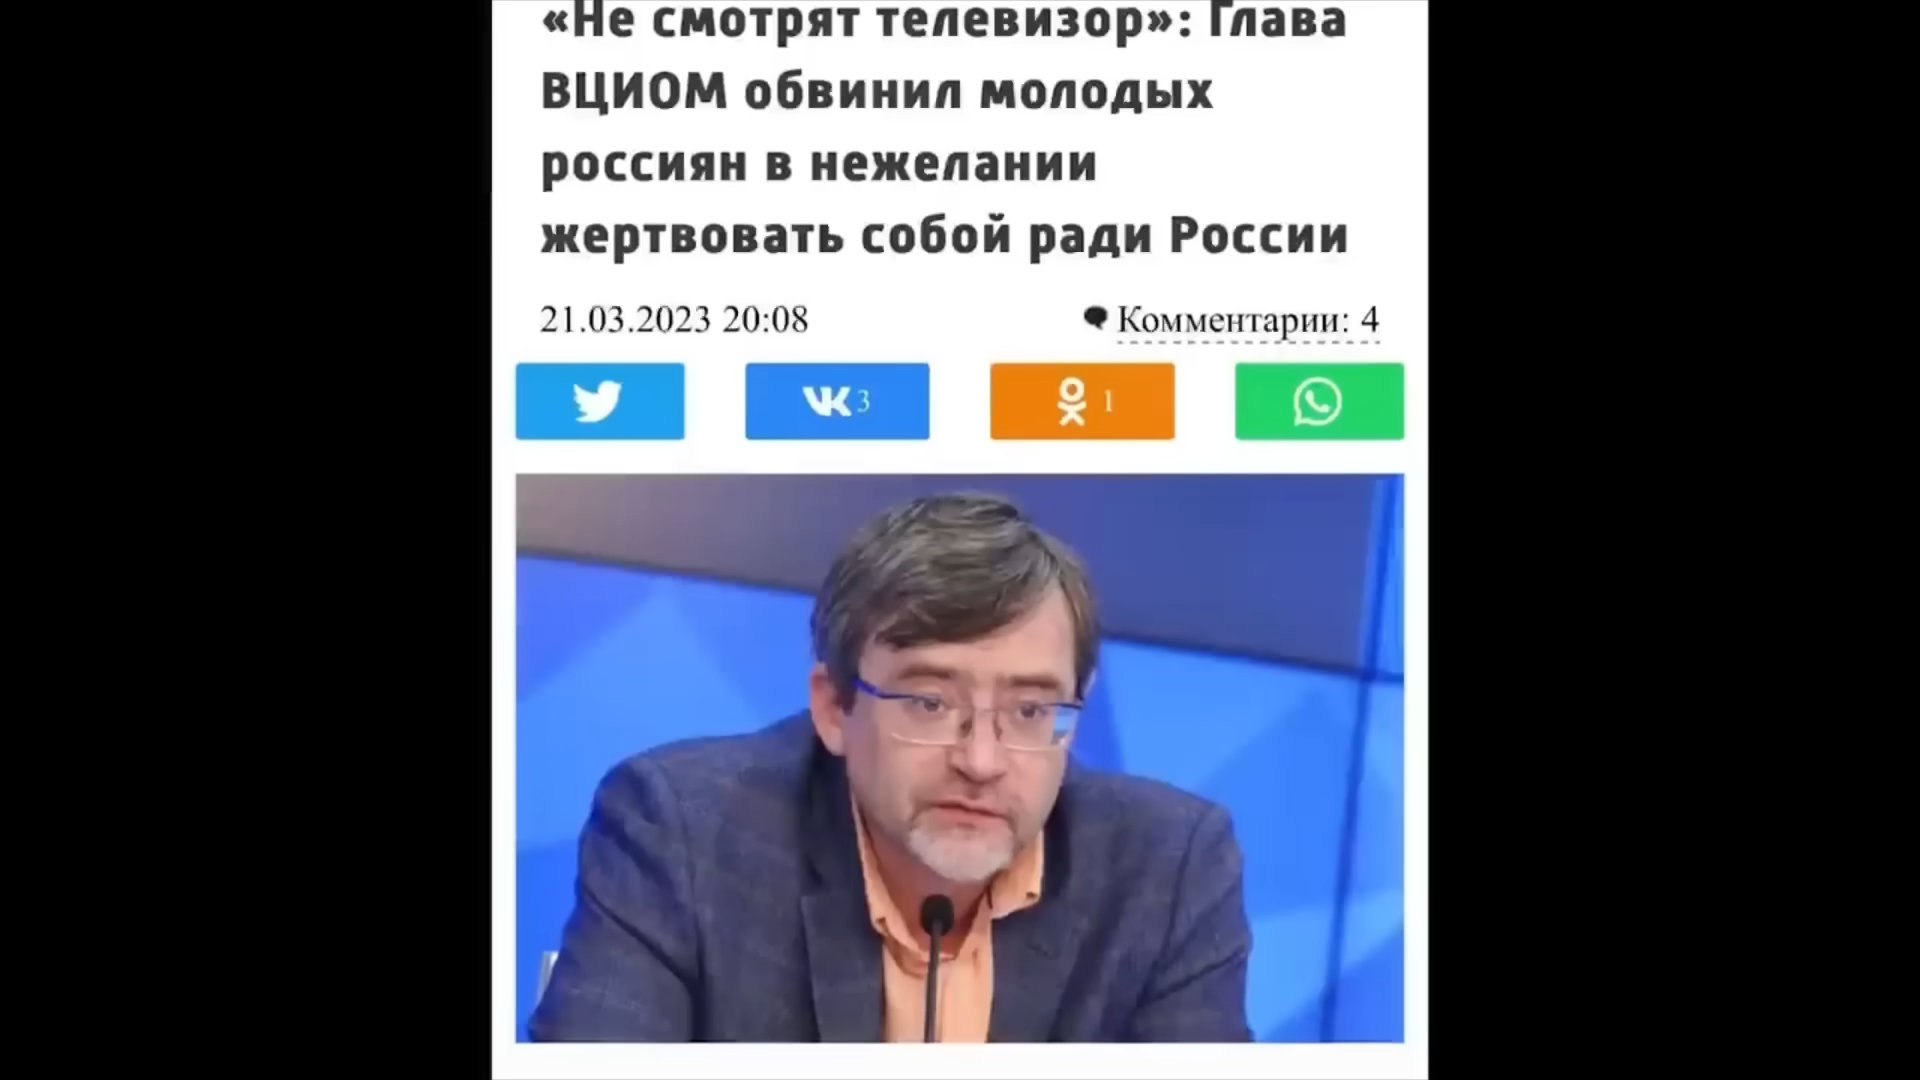 «Не смотрят телевизор»: Глава
ВЦИОМ обвинил молодых
россиян в нежелании
жертвовать собой ради России
21.03.2023 20:08
Комментарии: 4
3
1